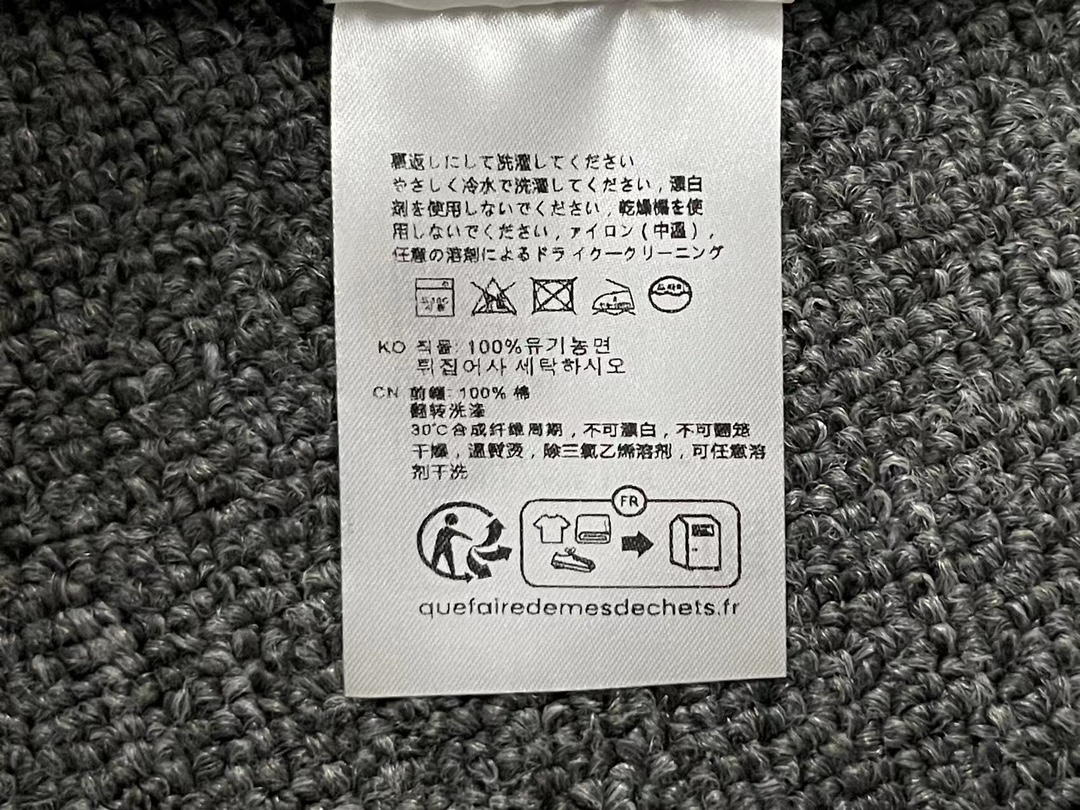 裏返しにして洗濯してください
やさしく冷水で洗濯してください , 漂白
剤を使用しないでください , 乾燥機を使
用しないでください , アイロン ( 中温 ) ,
任意の溶剤によるドライクークリーニング
KO 직물: 100%유기농면
뒤집어사 세탁하시오
CN 前幅: 100% 棉
翻转洗涤
30°C合成纤维周期 , 不可漂白 , 不可翻笼
干燥 , 温熨烫 , 除三氯乙烯溶剂 , 可任意溶
剂干洗
FR
quefairedemesdechets.fr